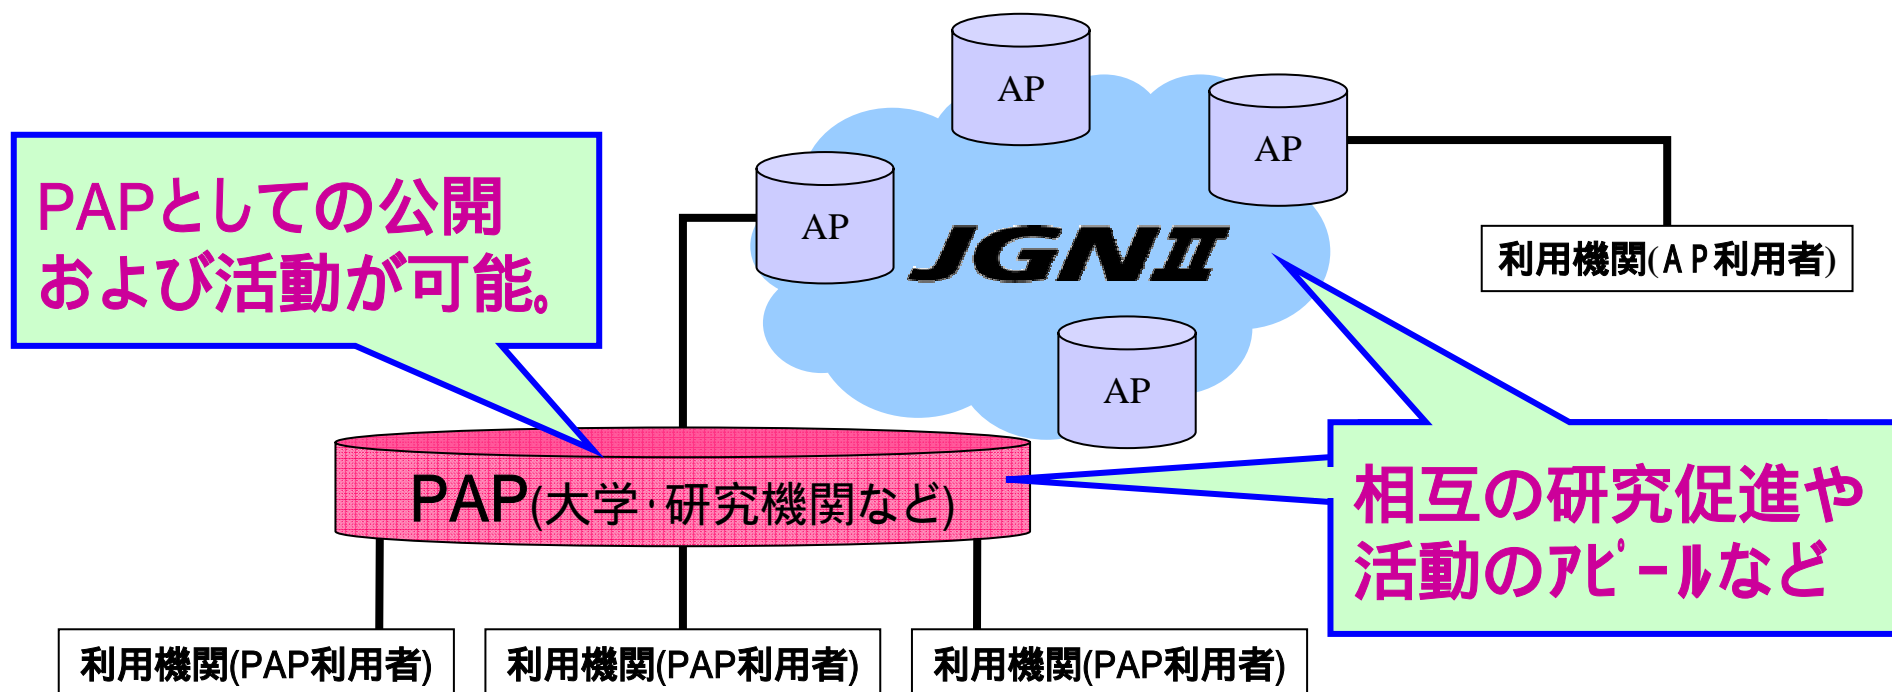 AP
AP
PAPとしての公開
および活動が可能。
AP
JGNⅡ
利用機関(AP利用者)
AP
PAP(大学・研究機関など)
相互の研究促進や
活動のｱﾋﾟｰﾙなど
利用機関(PAP利用者)
利用機関(PAP利用者)
利用機関(PAP利用者)